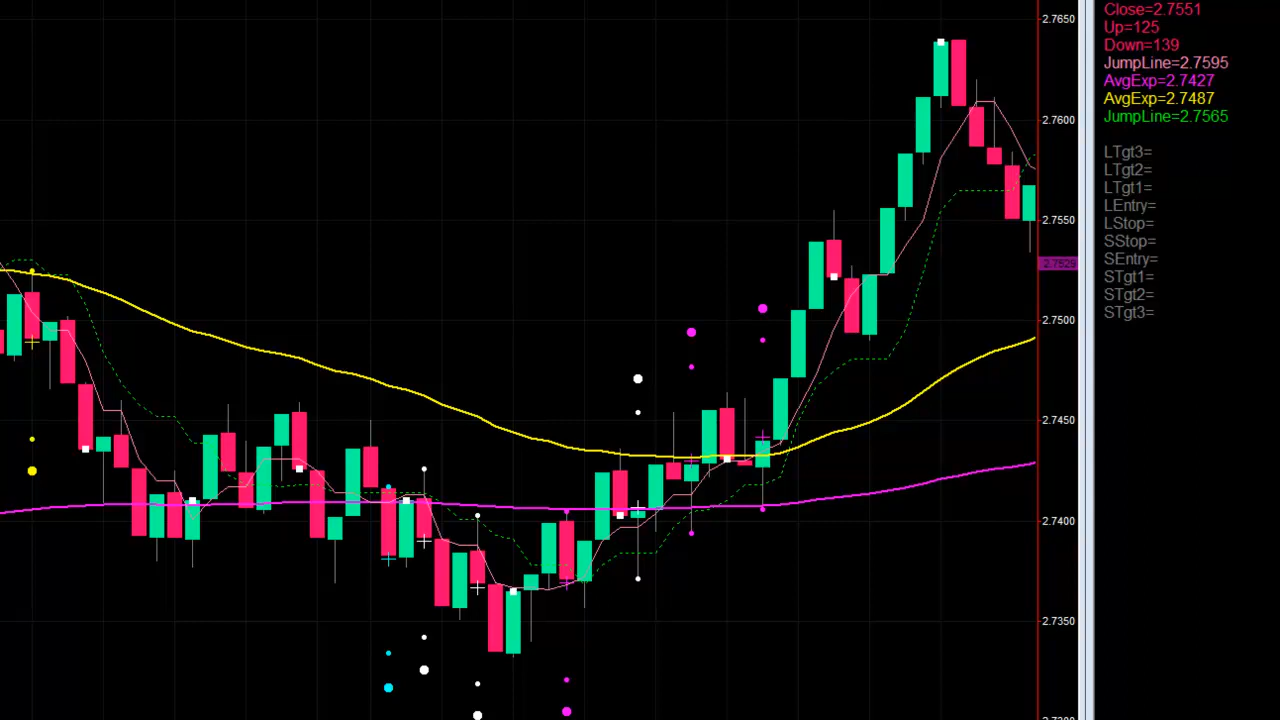 2.7650
2.7600
2.7550
2.7529
2.7500
2.7450
2.7400
2.7350
Close=2.7551
Up=125
Down=139
JumpLine=2.7595
AvgExp=2.7427
AvgExp=2.7487
JumpLine=2.7565
LTgt3=
LTgt2=
LTgt1=
LEntry=
LStop=
SStop=
SEntry=
STgt1=
STgt2=
STgt3=